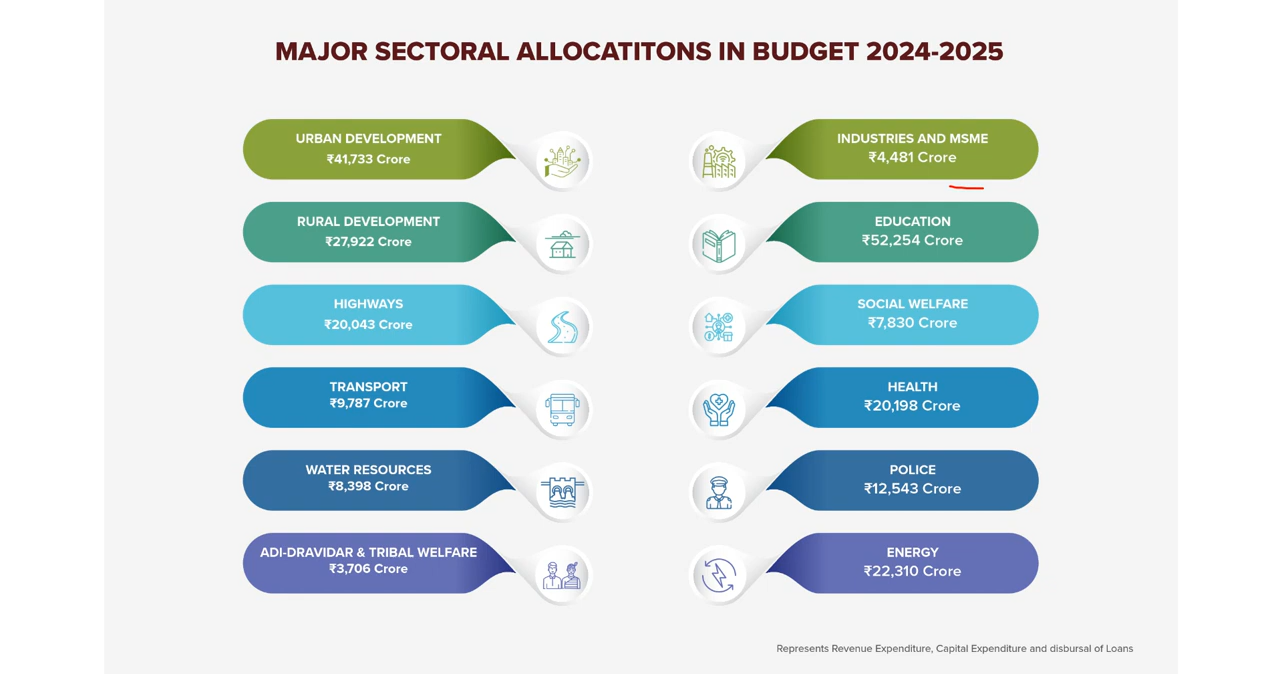 MAJOR SECTORAL ALLOCATITONS IN BUDGET 2024-2025
URBAN DEVELOPMENT
₹41,733 Crore
RURAL DEVELOPMENT
₹27,922 Crore
HIGHWAYS
₹20,043 Crore
TRANSPORT
₹9,787 Crore
WATER RESOURCES
₹8,398 Crore
ADI-DRAVIDAR & TRIBAL WELFARE
₹3,706 Crore
INDUSTRIES AND MSME
₹4,481 Crore
EDUCATION
₹52,254 Crore
SOCIAL WELFARE
₹7,830 Crore
HEALTH
₹20,198 Crore
POLICE
₹12,543 Crore
ENERGY
₹22,310 Crore
Represents Revenue Expenditure, Capital Expenditure and disbursal of Loans